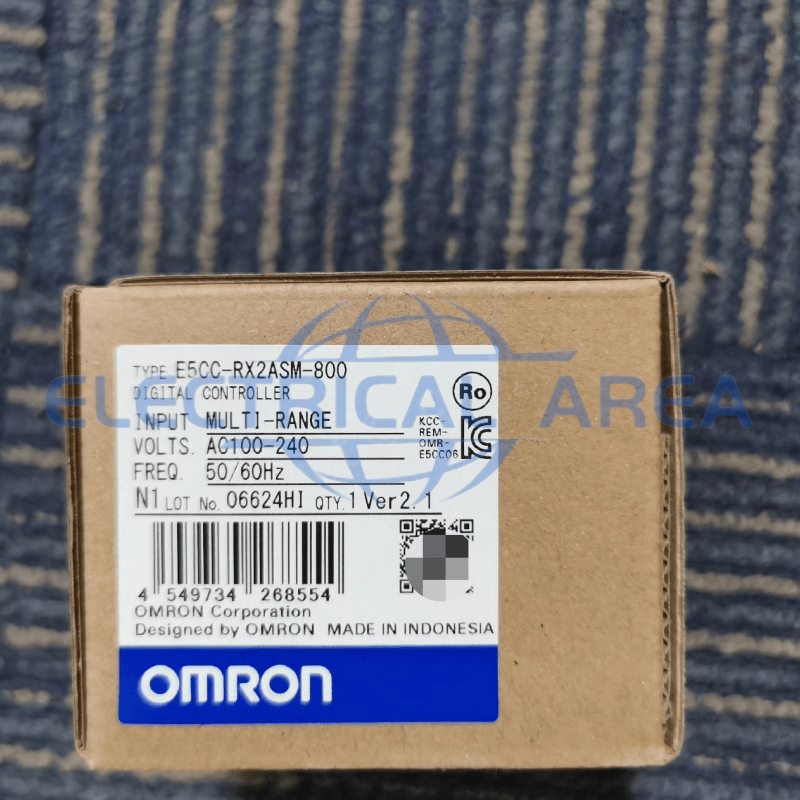 TYPE E5CC-RX2ASM-800
DIGITAL CONTROLLER
INPUT MULTI-RANGE
VOLTS. AC100-240
FREQ. 50/60Hz
N1 LOT No. 06624HI QTY. 1 Ver2.1
Ro
KCC-
REM-
OMR-
E5CC06
4 549734 268554
OMRON Corporation
Designed by OMRON MADE IN INDONESIA
OMRON
ELECTRICAL AREA